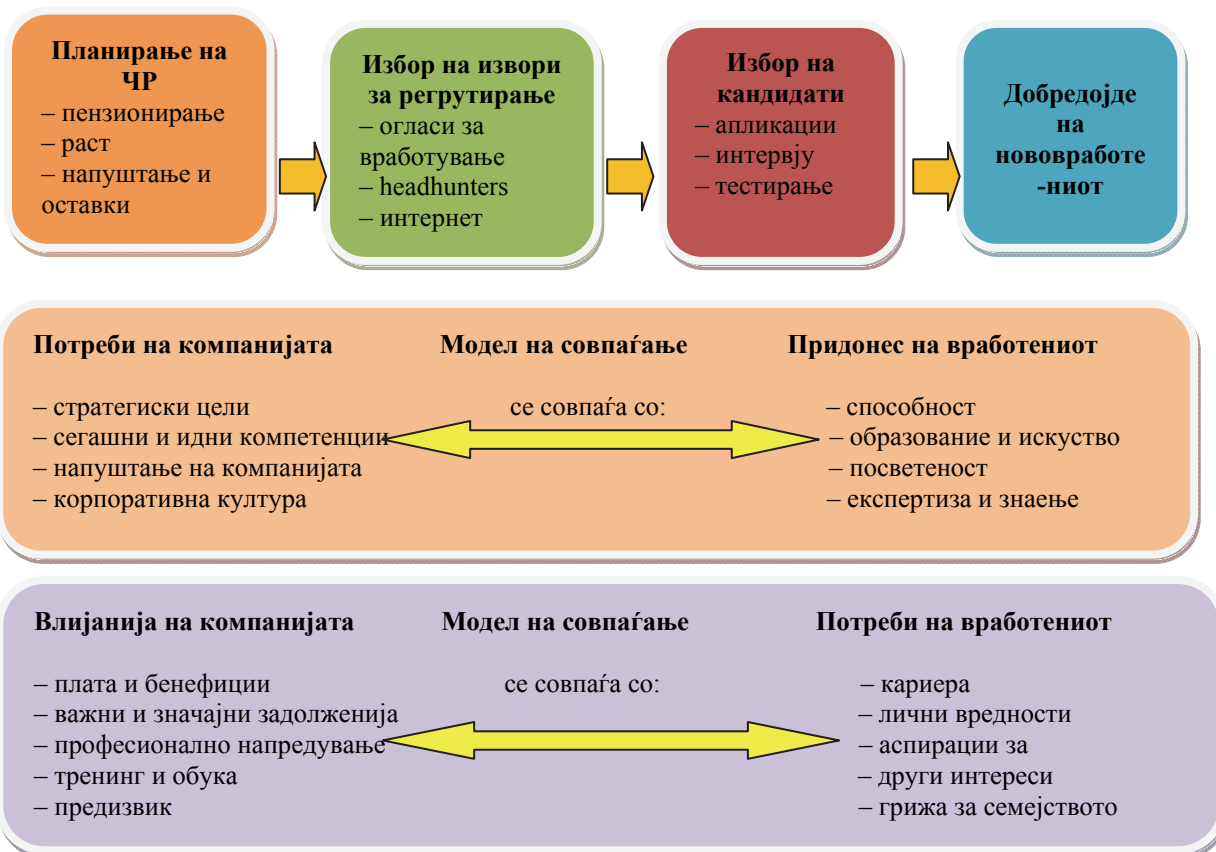 Планирање на
ЧР
– пензионирање
– раст
– напуштање и
оставки
Избор на извори
за регрутирање
– огласи за
вработување
– headhunters
– интернет
Избор на
кандидати
– апликации
– интервју
– тестирање
Добредојде
на
нововработе
-ниот
Потреби на компанијата
– стратегиски цели
– сегашни и идни компетенции
– напуштање на компанијата
– корпоративна култура
Модел на совпаѓање
се совпаѓа со:
Придонес на вработениот
– способност
– образование и искуство
– посветеност
– експертиза и знаење
Влијанија на компанијата
– плата и бенефиции
– важни и значајни задолженија
– професионално напредување
– тренинг и обука
– предизвик
Модел на совпаѓање
се совпаѓа со:
Потреби на вработениот
– кариера
– лични вредности
– аспирации за
– други интереси
– грижа за семејството